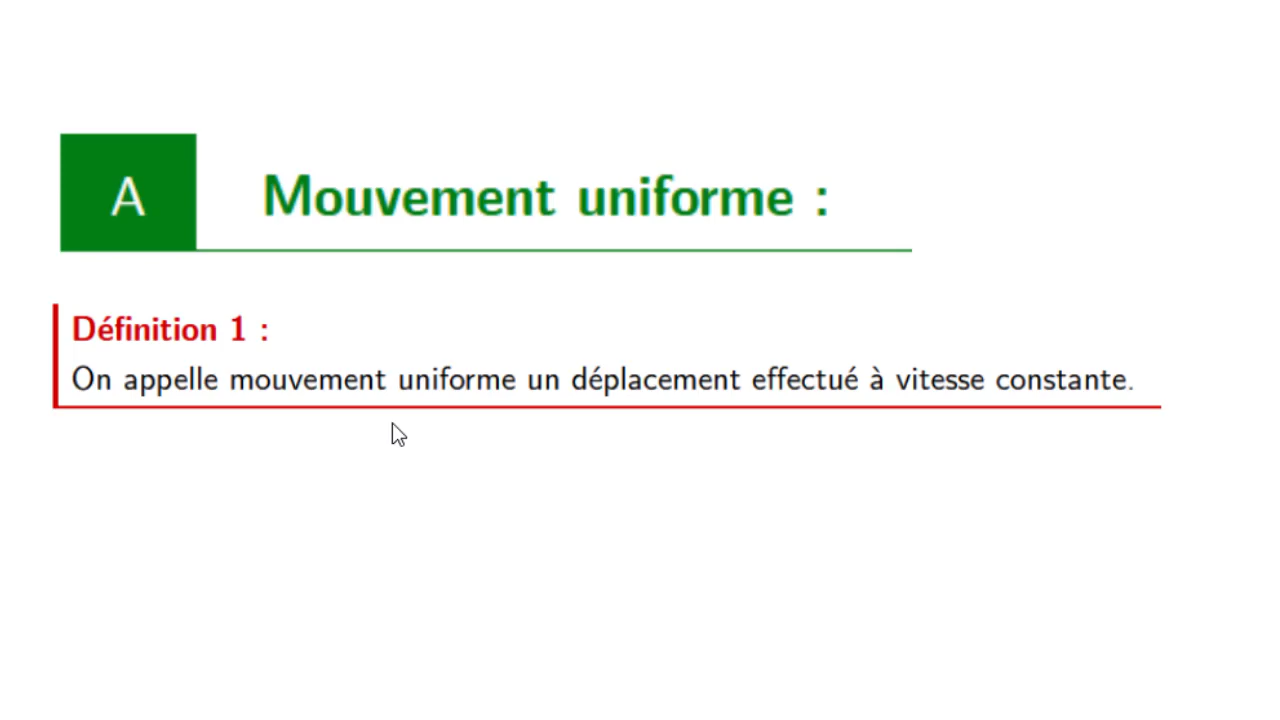 A Mouvement uniforme :
Définition 1 :
On appelle mouvement uniforme un déplacement effectué à vitesse constante.